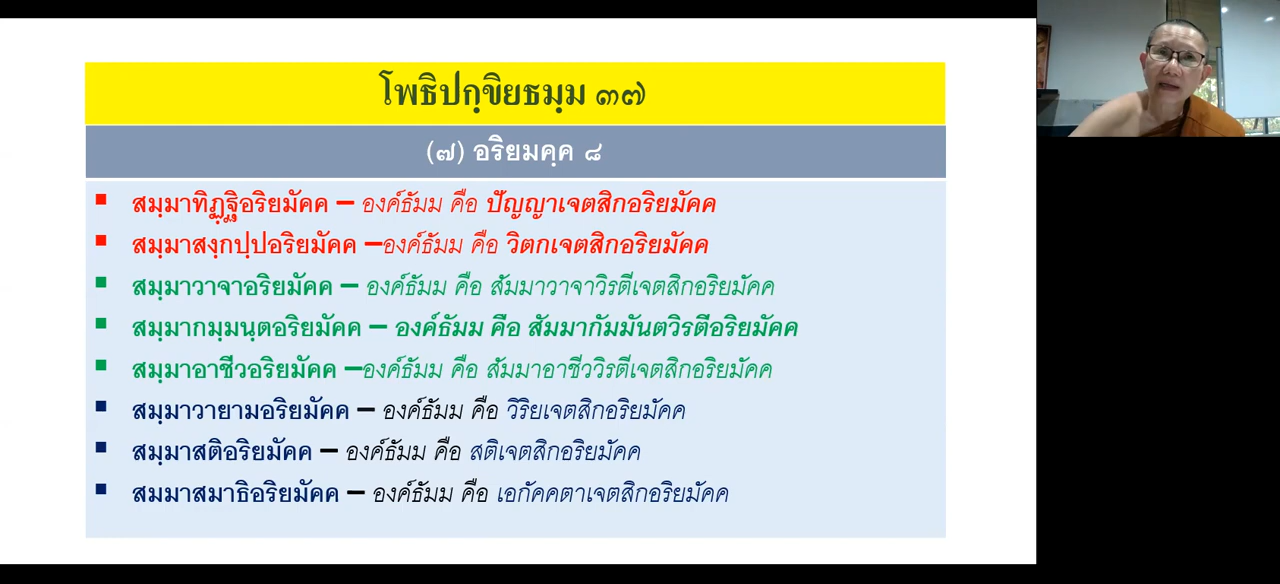 โพธิปกฺขิยธมฺม ๓๗
(๗) อริยมคฺค ๘
▪ สมฺมาทิฏฺฐิอริยมัคค – องค์ธัมม คือ ปัญญาเจตสิกอริยมัคค
▪ สมฺมาสงฺกปฺปอริยมัคค –องค์ธัมม คือ วิตกเจตสิกอริยมัคค
▪ สมฺมาวาจาอริยมัคค – องค์ธัมม คือ สัมมาวาจาวิรตีเจตสิกอริยมัคค
▪ สมฺมากมฺมนฺตอริยมัคค – องค์ธัมม คือ สัมมากัมมันตวิรตีอริยมัคค
▪ สมฺมาอาชีวอริยมัคค –องค์ธัมม คือ สัมมาอาชีววิรตีเจตสิกอริยมัคค
▪ สมฺมาวายามอริยมัคค – องค์ธัมม คือ วิริยเจตสิกอริยมัคค
▪ สมฺมาสติอริยมัคค – องค์ธัมม คือ สติเจตสิกอริยมัคค
▪ สมมาสมาธิอริยมัคค – องค์ธัมม คือ เอกัคคตาเจตสิกอริยมัคค